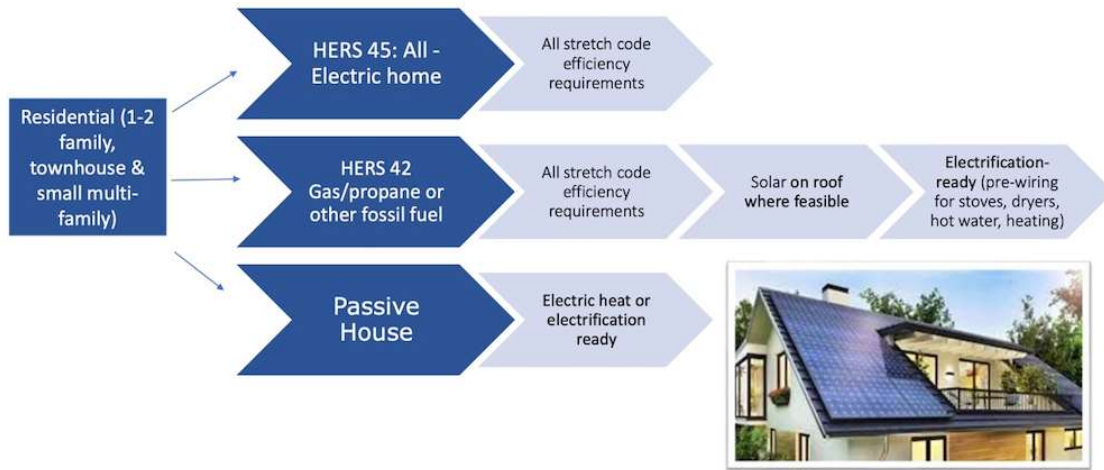 HERS 45: All -
Electric home
All stretch code
efficiency
requirements
Residential (1-2
family,
townhouse &
small multi-
family)
HERS 42
Gas/propane or
other fossil fuel
All stretch code
efficiency
requirements
Solar on roof
where feasible
Electrification-
ready (pre-wiring
for stoves, dryers,
hot water, heating)
Passive
House
Electric heat or
electrification
ready